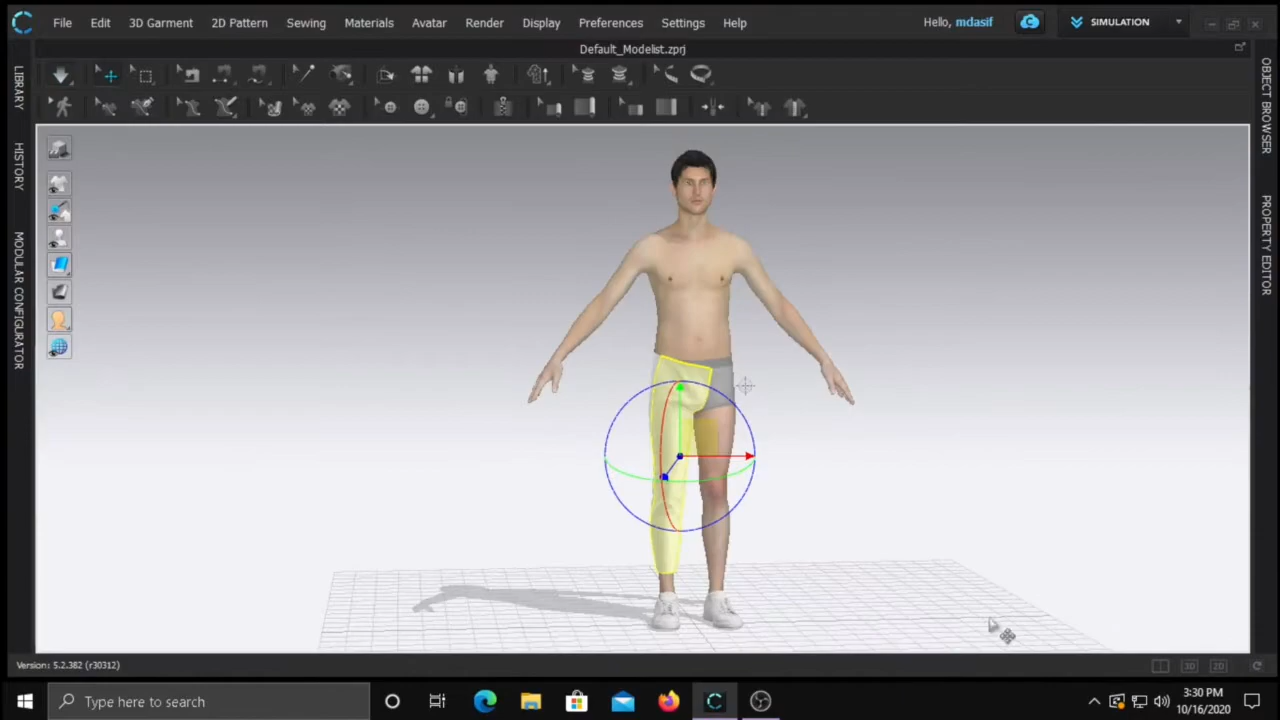 File Edit 3D Garment 2D Pattern Sewing Materials Avatar Render Display Preferences Settings Help Hello, mdasif SIMULATION
Default_Modelist.zprj
LIBRARY
HISTORY
MODULAR CONFIGURATOR
OBJECT BROWSER
PROPERTY EDITOR
Version: 5.2.382 (r30312)
3D 2D
Type here to search
3:30 PM
10/16/2020